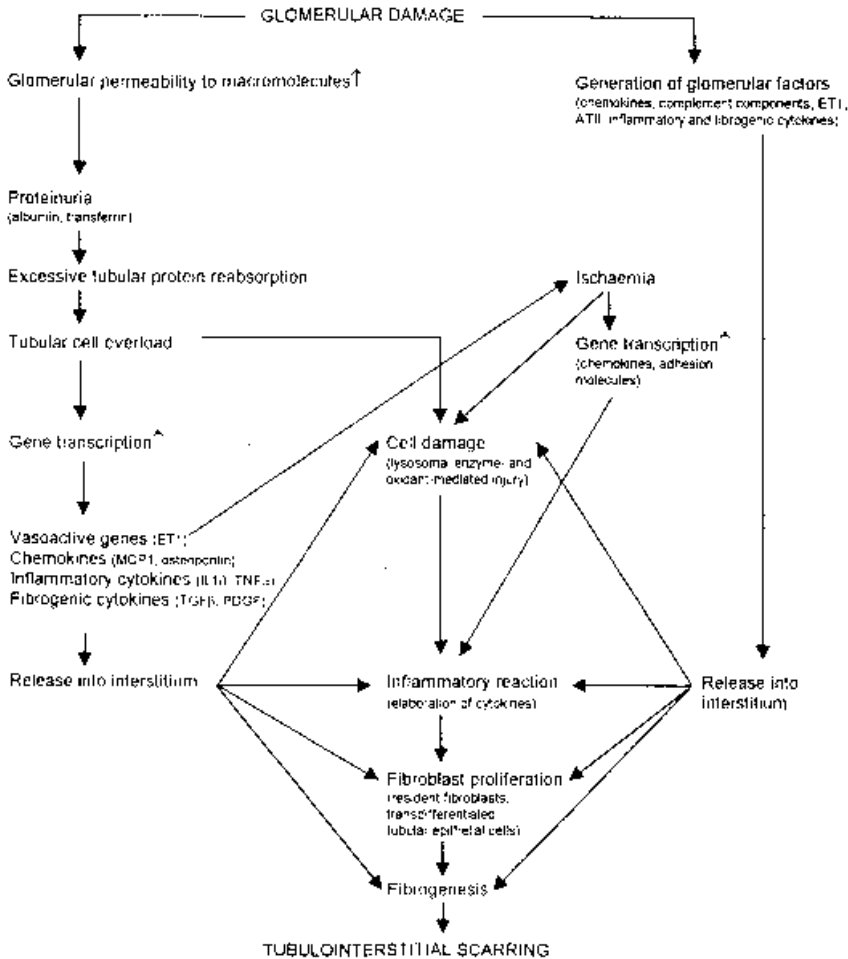 GLOMERULAR DAMAGE
Glomerular permeability to macromolecules↑
Generation of glomerular factors
(chemokines, complement components, ET1,
ATII, inflammatory and fibrogenic cytokines)
Proteinuria
(albumin, transferrin)
Excessive tubular protein reabsorption
Ischaemia
Tubular cell overload
Gene transcription^
(chemokines, adhesion
molecules)
Gene transcription^
Cell damage
(lysosomal enzyme- and
oxidant-mediated injury)
Vasoactive genes (ET1)
Chemokines (MCP1, osteopontin)
Inflammatory cytokines
Fibrogenic cytokines (TGFβ, PDGF)
Release into interstitium
Inflammatory reaction
(elaboration of cytokines)
Release into
interstitium
Fibroblast proliferation
(resident fibroblasts,
transdifferentiated
tubular epithelial cells)
Fibrogenesis
TUBULOINTERSTITIAL SCARRING